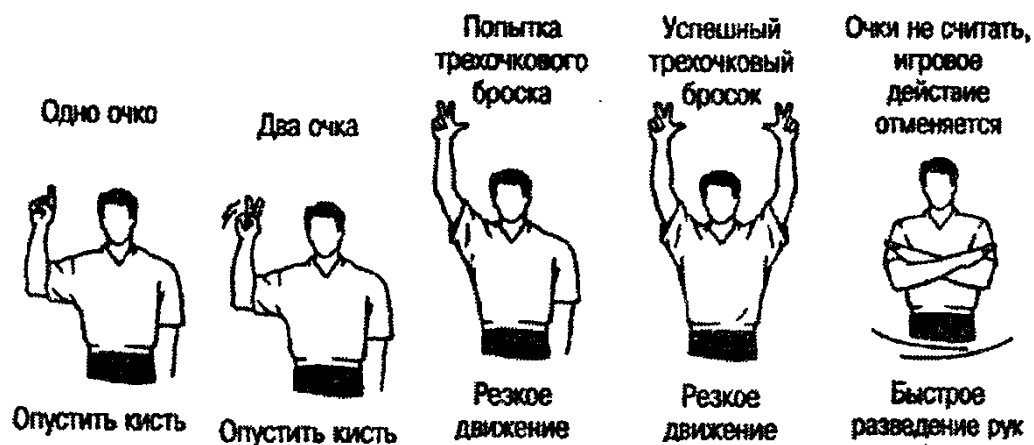 Одно очко
Опустить кисть
Два очка
Опустить кисть
Попытка
трехочкового
броска
Резкое
движение
Успешный
трехочковый
бросок
Резкое
движение
Очки не считать,
игровое
действие
отменяется
Быстрое
разведение рук